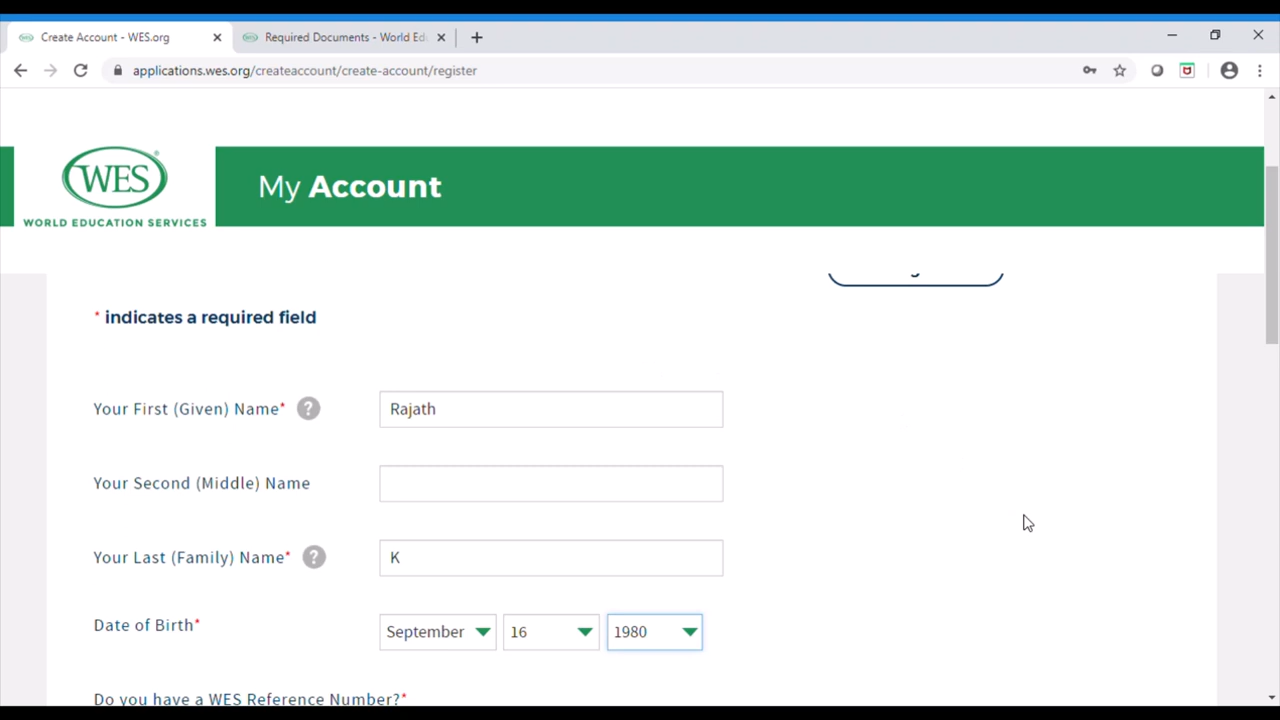 Create Account - WES.org
Required Documents - World Ed
applications.wes.org/createaccount/create-account/register
WES
®
WORLD EDUCATION SERVICES
My Account
* indicates a required field
Your First (Given) Name* ?
Rajath
Your Second (Middle) Name
Your Last (Family) Name* ?
K
Date of Birth*
September 16 1980
Do you have a WES Reference Number?*